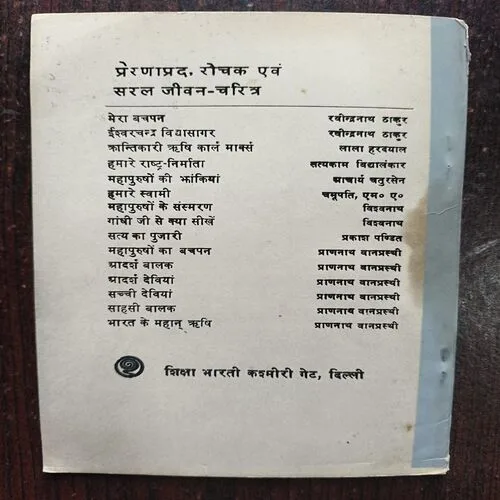 प्रेरणाप्रद, रोचक एवं
सरल जीवन-चरित्र
मेरा बचपन रवीन्द्रनाथ ठाकुर
ईश्वरचन्द्र विद्यासागर रवीन्द्रनाथ ठाकुर
क्रान्तिकारी ऋषि कार्ल मार्क्स लाला हरदयाल
हमारे राष्ट्र-निर्माता सत्यकाम विद्यालंकार
महापुरुषों की झांकियां आचार्य चतुरसेन
हमारे स्वामी चमूपति, एम० ए०
महापुरुषों के संस्मरण विश्वनाथ
गांधी जी से क्या सीखें विश्वनाथ
सत्य का पुजारी प्रकाश पण्डित
महापुरुषों का बचपन प्राणनाथ वानप्रस्थी
आदर्श बालक प्राणनाथ वानप्रस्थी
आदर्श देवियां प्राणनाथ वानप्रस्थी
सच्ची देवियां प्राणनाथ वानप्रस्थी
साहसी बालक प्राणनाथ वानप्रस्थी
भारत के महान् ऋषि प्राणनाथ वानप्रस्थी
शिक्षा भारती कश्मीरी गेट, दिल्ली